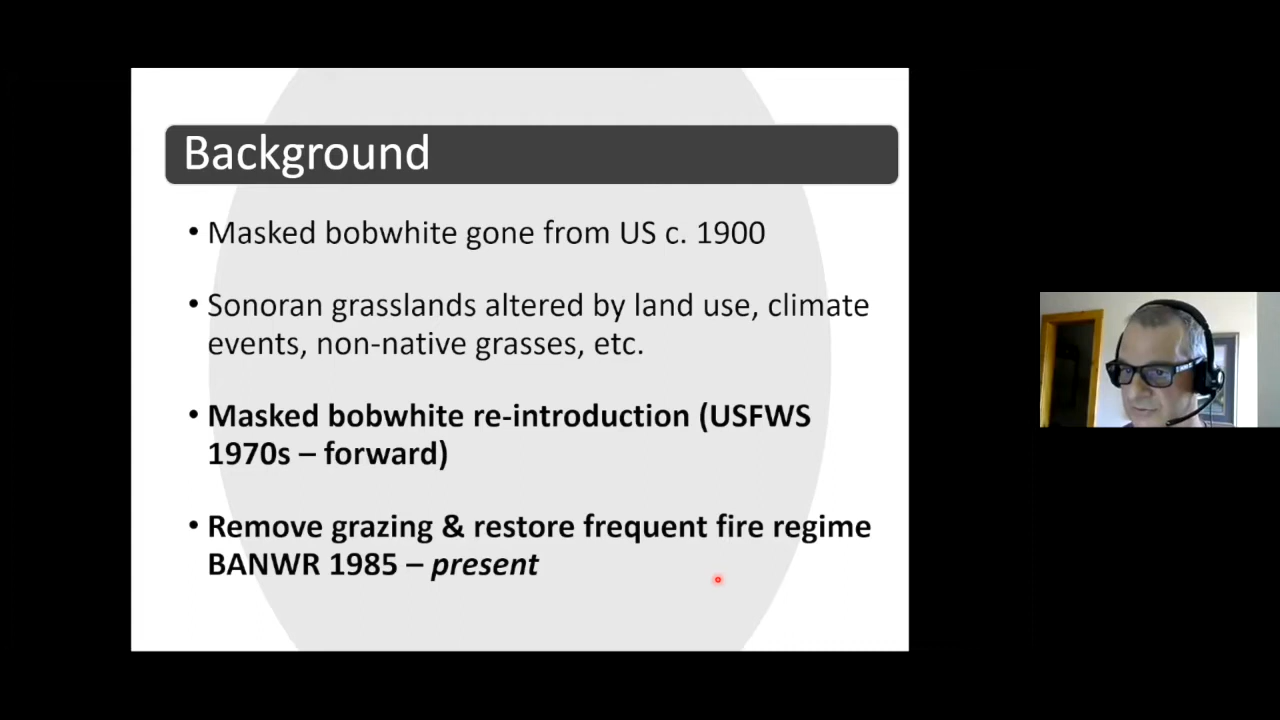 Background
• Masked bobwhite gone from US c. 1900
• Sonoran grasslands altered by land use, climate
events, non-native grasses, etc.
• Masked bobwhite re-introduction (USFWS
1970s – forward)
• Remove grazing & restore frequent fire regime
BANWR 1985 – present